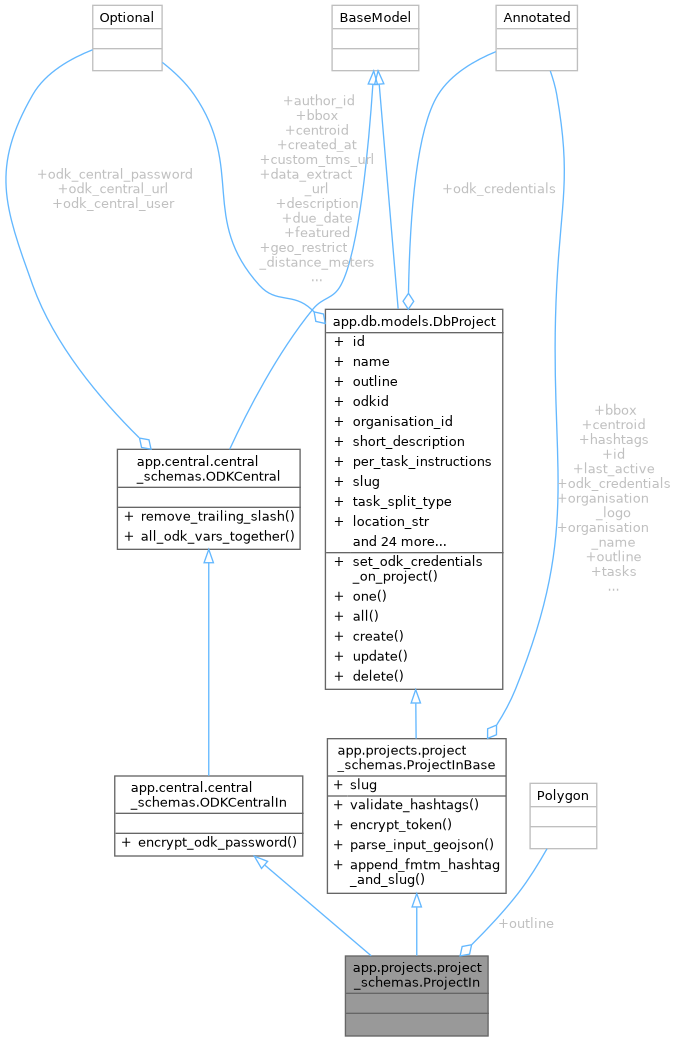 Optional
BaseModel
Annotated
+author_id
+bbox
+centroid
+created_at
+custom_tms_url
+data_extract
_url
+description
+due_date
+featured
+geo_restrict
_distance_meters
...
+odk_central_password
+odk_central_url
+odk_central_user
+odk_credentials
app.db.models.DbProject
+ id
+ name
+ outline
+ odkid
+ organisation_id
+ short_description
+ per_task_instructions
+ slug
+ task_split_type
+ location_str
and 24 more...
+ set_odk_credentials
_on_project()
+ one()
+ all()
+ create()
+ update()
+ delete()
app.central.central
_schemas.ODKCentral
+ remove_trailing_slash()
+ all_odk_vars_together()
+bbox
+centroid
+hashtags
+id
+last_active
+odk_credentials
+organisation
_logo
+organisation
_name
+outline
+tasks
...
app.projects.project
_schemas.ProjectInBase
+ slug
+ validate_hashtags()
+ encrypt_token()
+ parse_input_geojson()
+ append_fmtm_hashtag
_and_slug()
app.central.central
_schemas.ODKCentralIn
+ encrypt_odk_password()
Polygon
+outline
app.projects.project
_schemas.ProjectIn